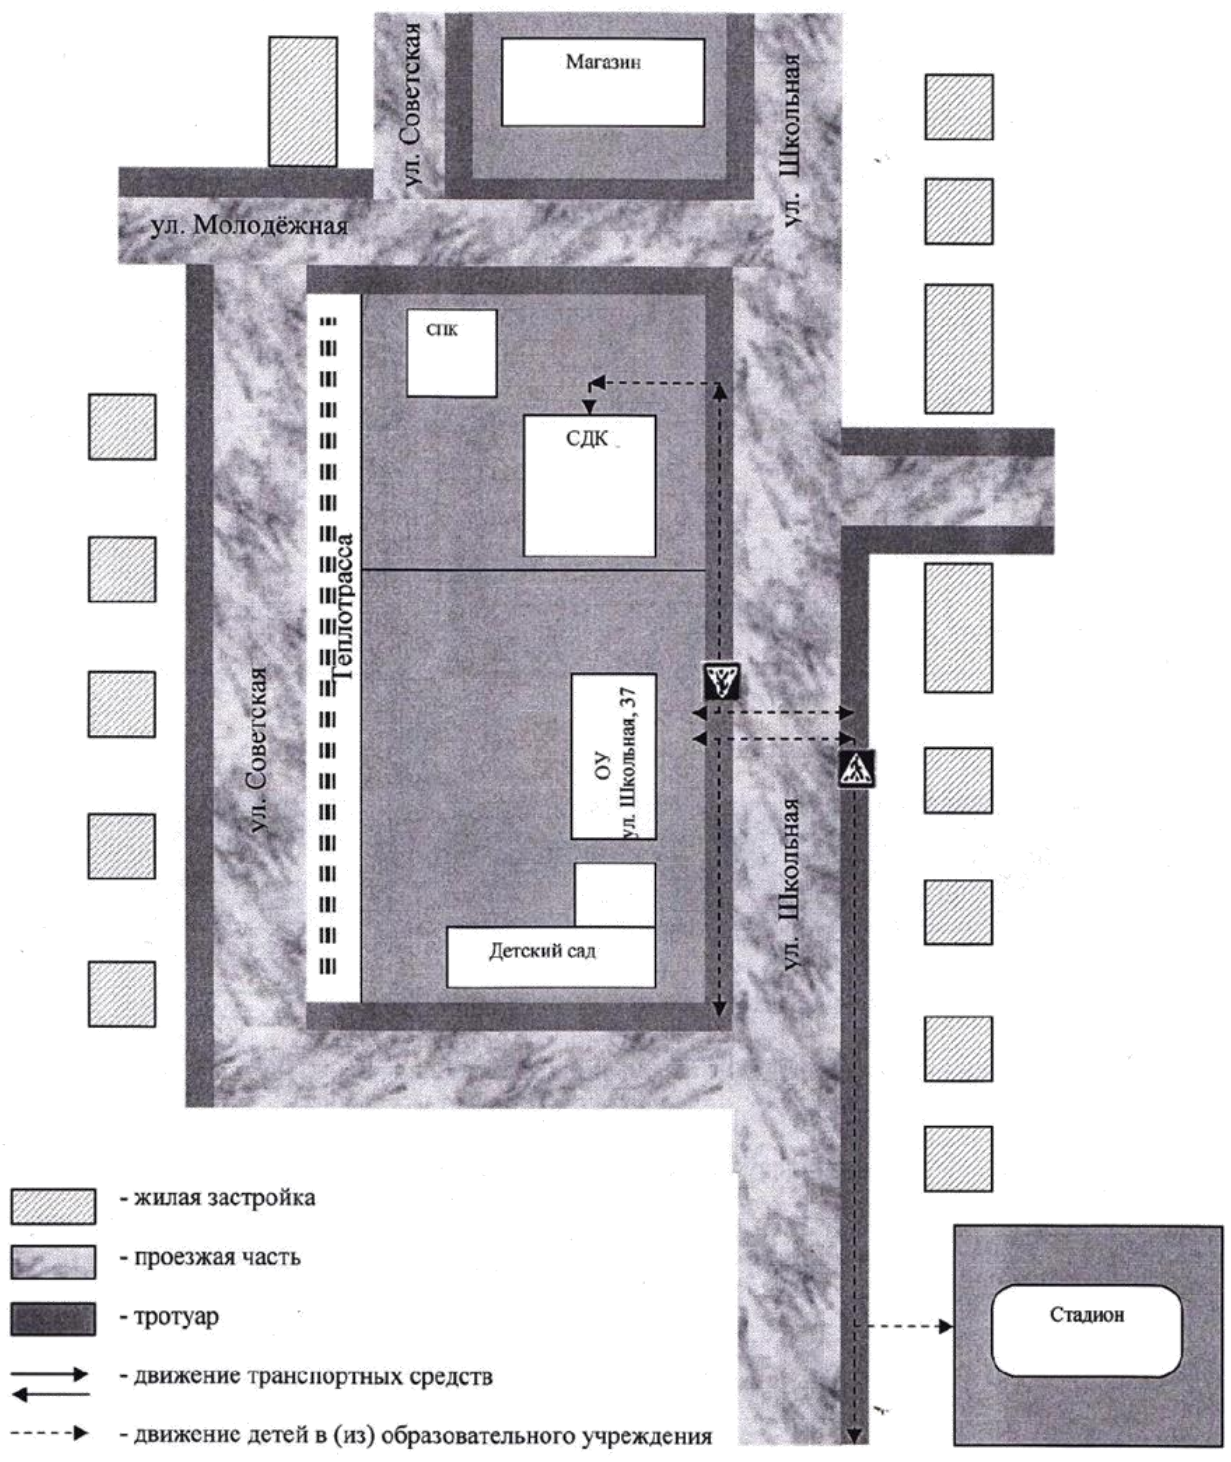 ул. Советская
Магазин
ул. Школьная
ул. Молодёжная
СПК
СДК
Теплотрасса
ул. Советская
ОУ
ул. Школьная, 37
ул. Школьная
Детский сад
- жилая застройка
- проезжая часть
- тротуар
- движение транспортных средств
- движение детей в (из) образовательного учреждения
Стадион